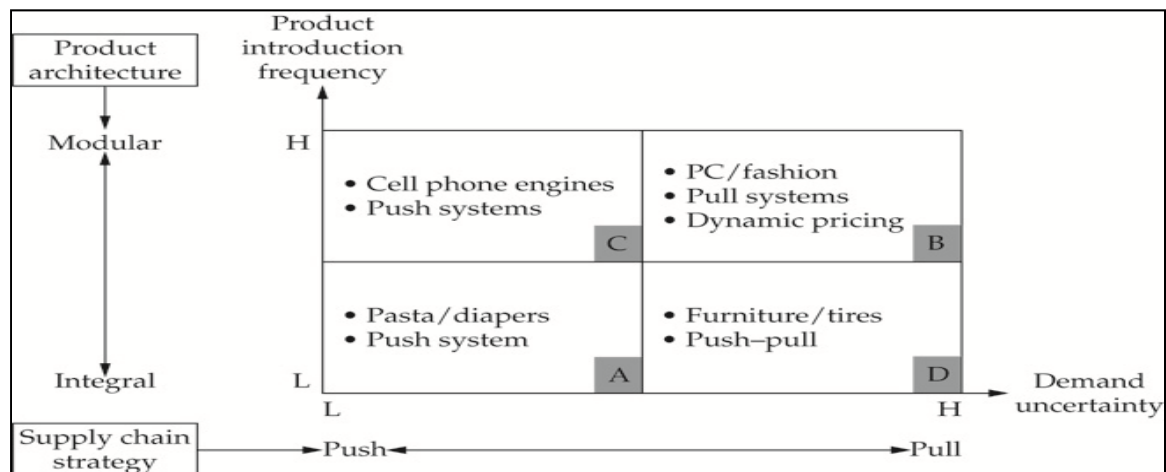 Product
architecture
Modular
Integral
Supply chain
strategy
Product
introduction
frequency
H
• Cell phone engines
• Push systems
C
• PC/fashion
• Pull systems
• Dynamic pricing
B
• Pasta/diapers
• Push system
A
• Furniture/tires
• Push–pull
D
L
L
H
Demand
uncertainty
Push
Pull